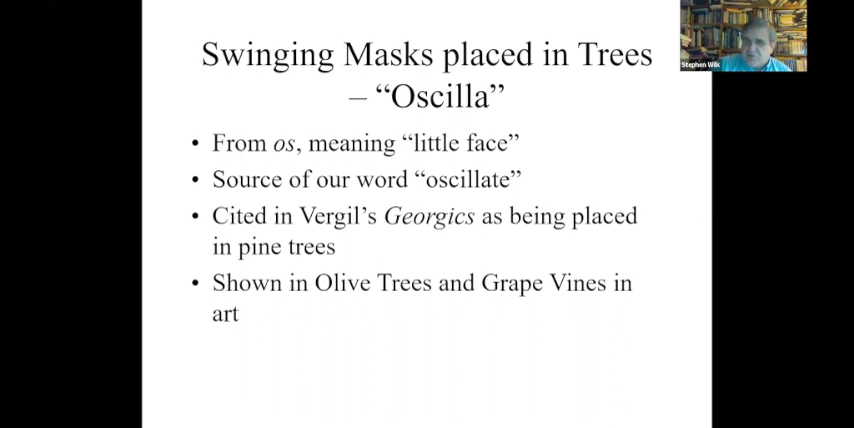 Swinging Masks placed in Trees
– “Oscilla”
• From os, meaning “little face”
• Source of our word “oscillate”
• Cited in Vergil’s Georgics as being placed
in pine trees
• Shown in Olive Trees and Grape Vines in
art
Stephen Wilk